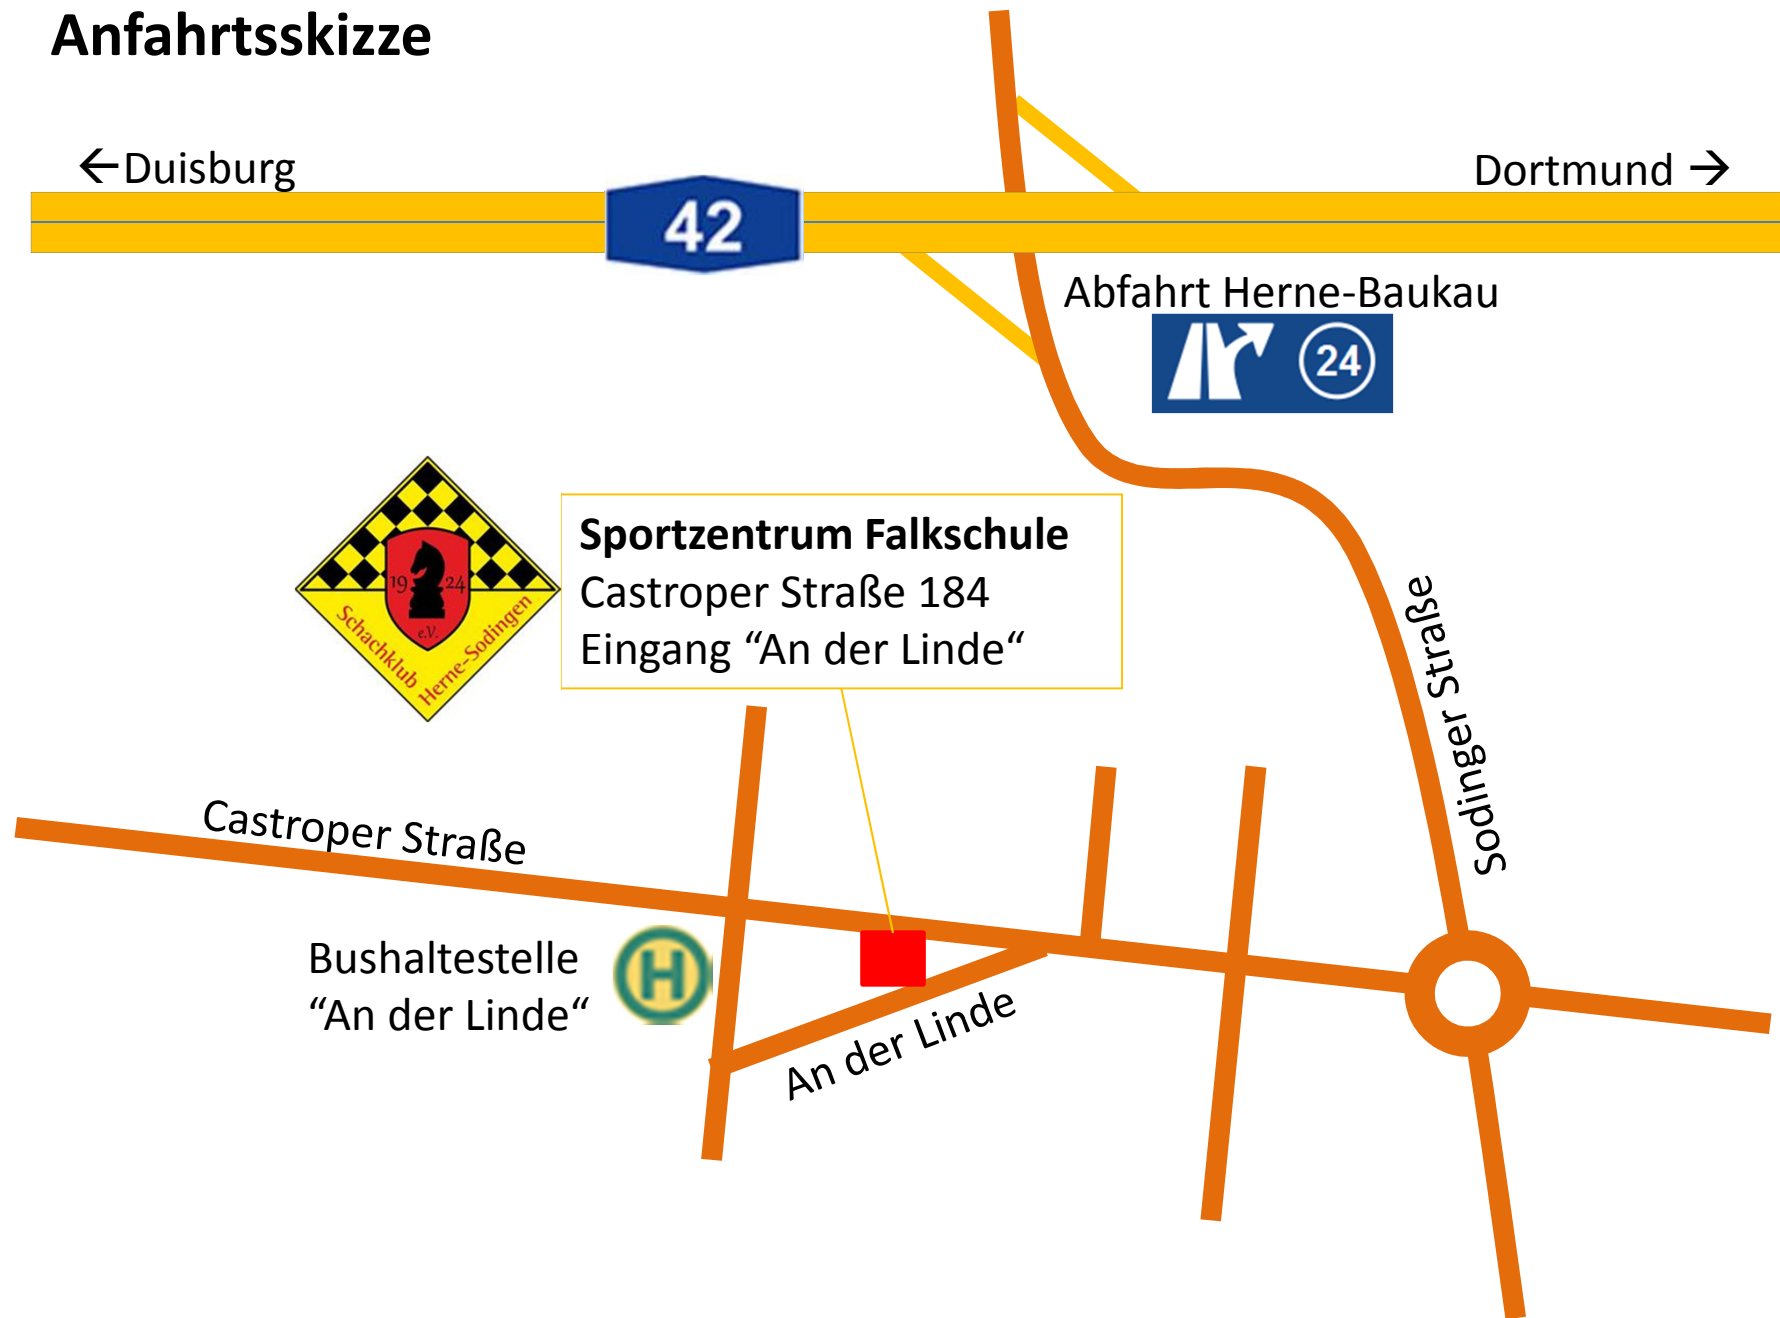 Anfahrtsskizze
←Duisburg
Dortmund →
42
Abfahrt Herne-Baukau
24
Sportzentrum Falkschule
Castroper Straße 184
Eingang “An der Linde“
19 24
e.V.
Schachklub
Herne-Sodingen
Sodinger Straße
Castroper Straße
Bushaltestelle
“An der Linde“
H
An der Linde